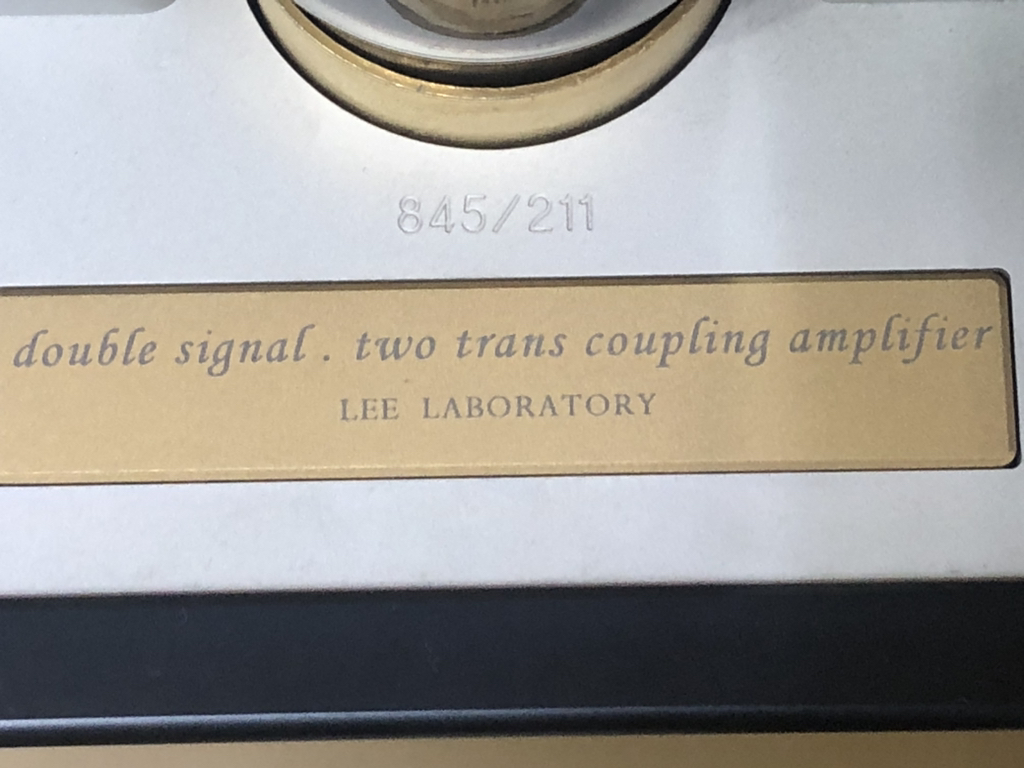 845/211
double signal . two trans coupling amplifier
LEE LABORATORY